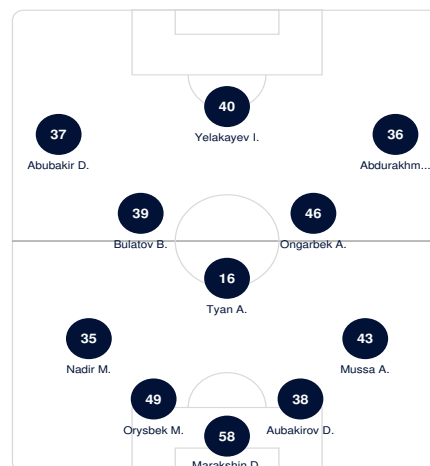 40
Yelakayev I.
37
Abubakir D.
36
Abdurakhm...
39
Bulatov B.
46
Ongarbek A.
16
Tyan A.
35
Nadir M.
43
Mussa A.
49
Orysbek M.
38
Aubakirov D.
58
Marakshin D.